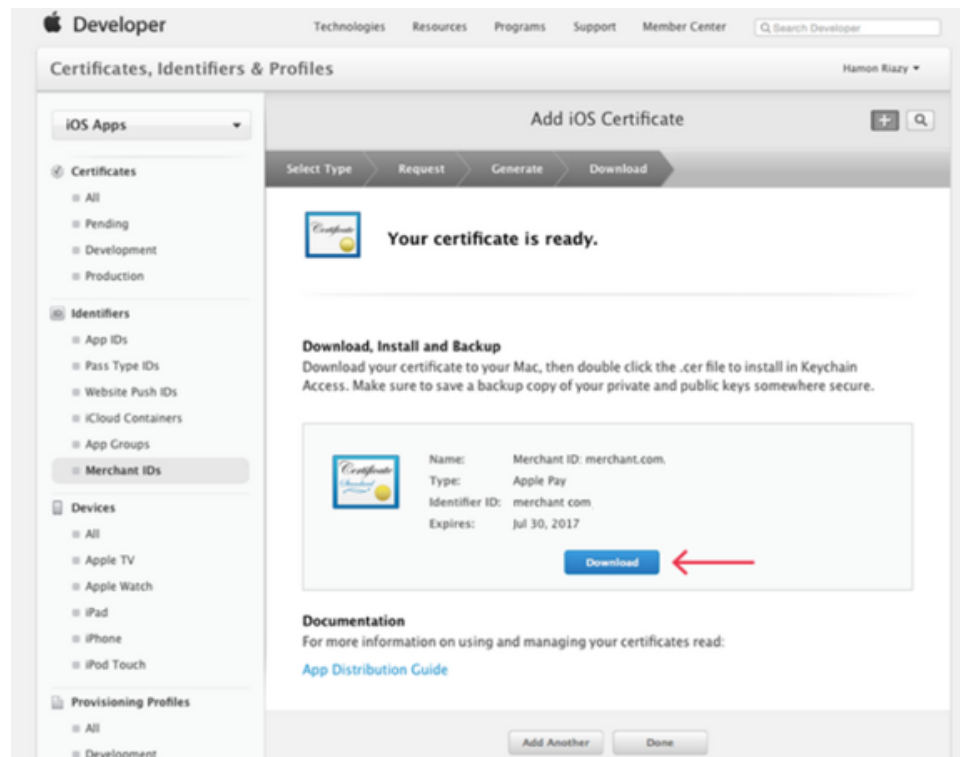 Developer
Technologies Resources Programs Support Member Center Search Developer
Certificates, Identifiers & Profiles
Hamon Riazy
iOS Apps
Certificates
All
Pending
Development
Production
Identifiers
App IDs
Pass Type IDs
Website Push IDs
iCloud Containers
App Groups
Merchant IDs
Devices
All
Apple TV
Apple Watch
iPad
iPhone
iPod Touch
Provisioning Profiles
All
Development
Add iOS Certificate
Select Type Request Generate Download
Certificate
Your certificate is ready.
Download, Install and Backup
Download your certificate to your Mac, then double click the .cer file to install in Keychain
Access. Make sure to save a backup copy of your private and public keys somewhere secure.
Certificate
Standard
Name: Merchant ID: merchant.com.
Type: Apple Pay
Identifier ID: merchant com
Expires: Jul 30, 2017
Download
Documentation
For more information on using and managing your certificates read:
App Distribution Guide
Add Another Done